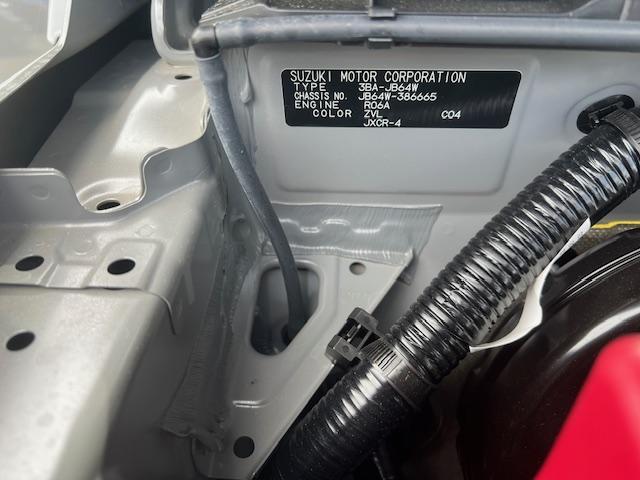 SUZUKI MOTOR CORPORATION
TYPE 3BA-JB64W
CHASSIS NO. JB64W-386665
ENGINE R06A
COLOR ZVL C04
JXCR-4